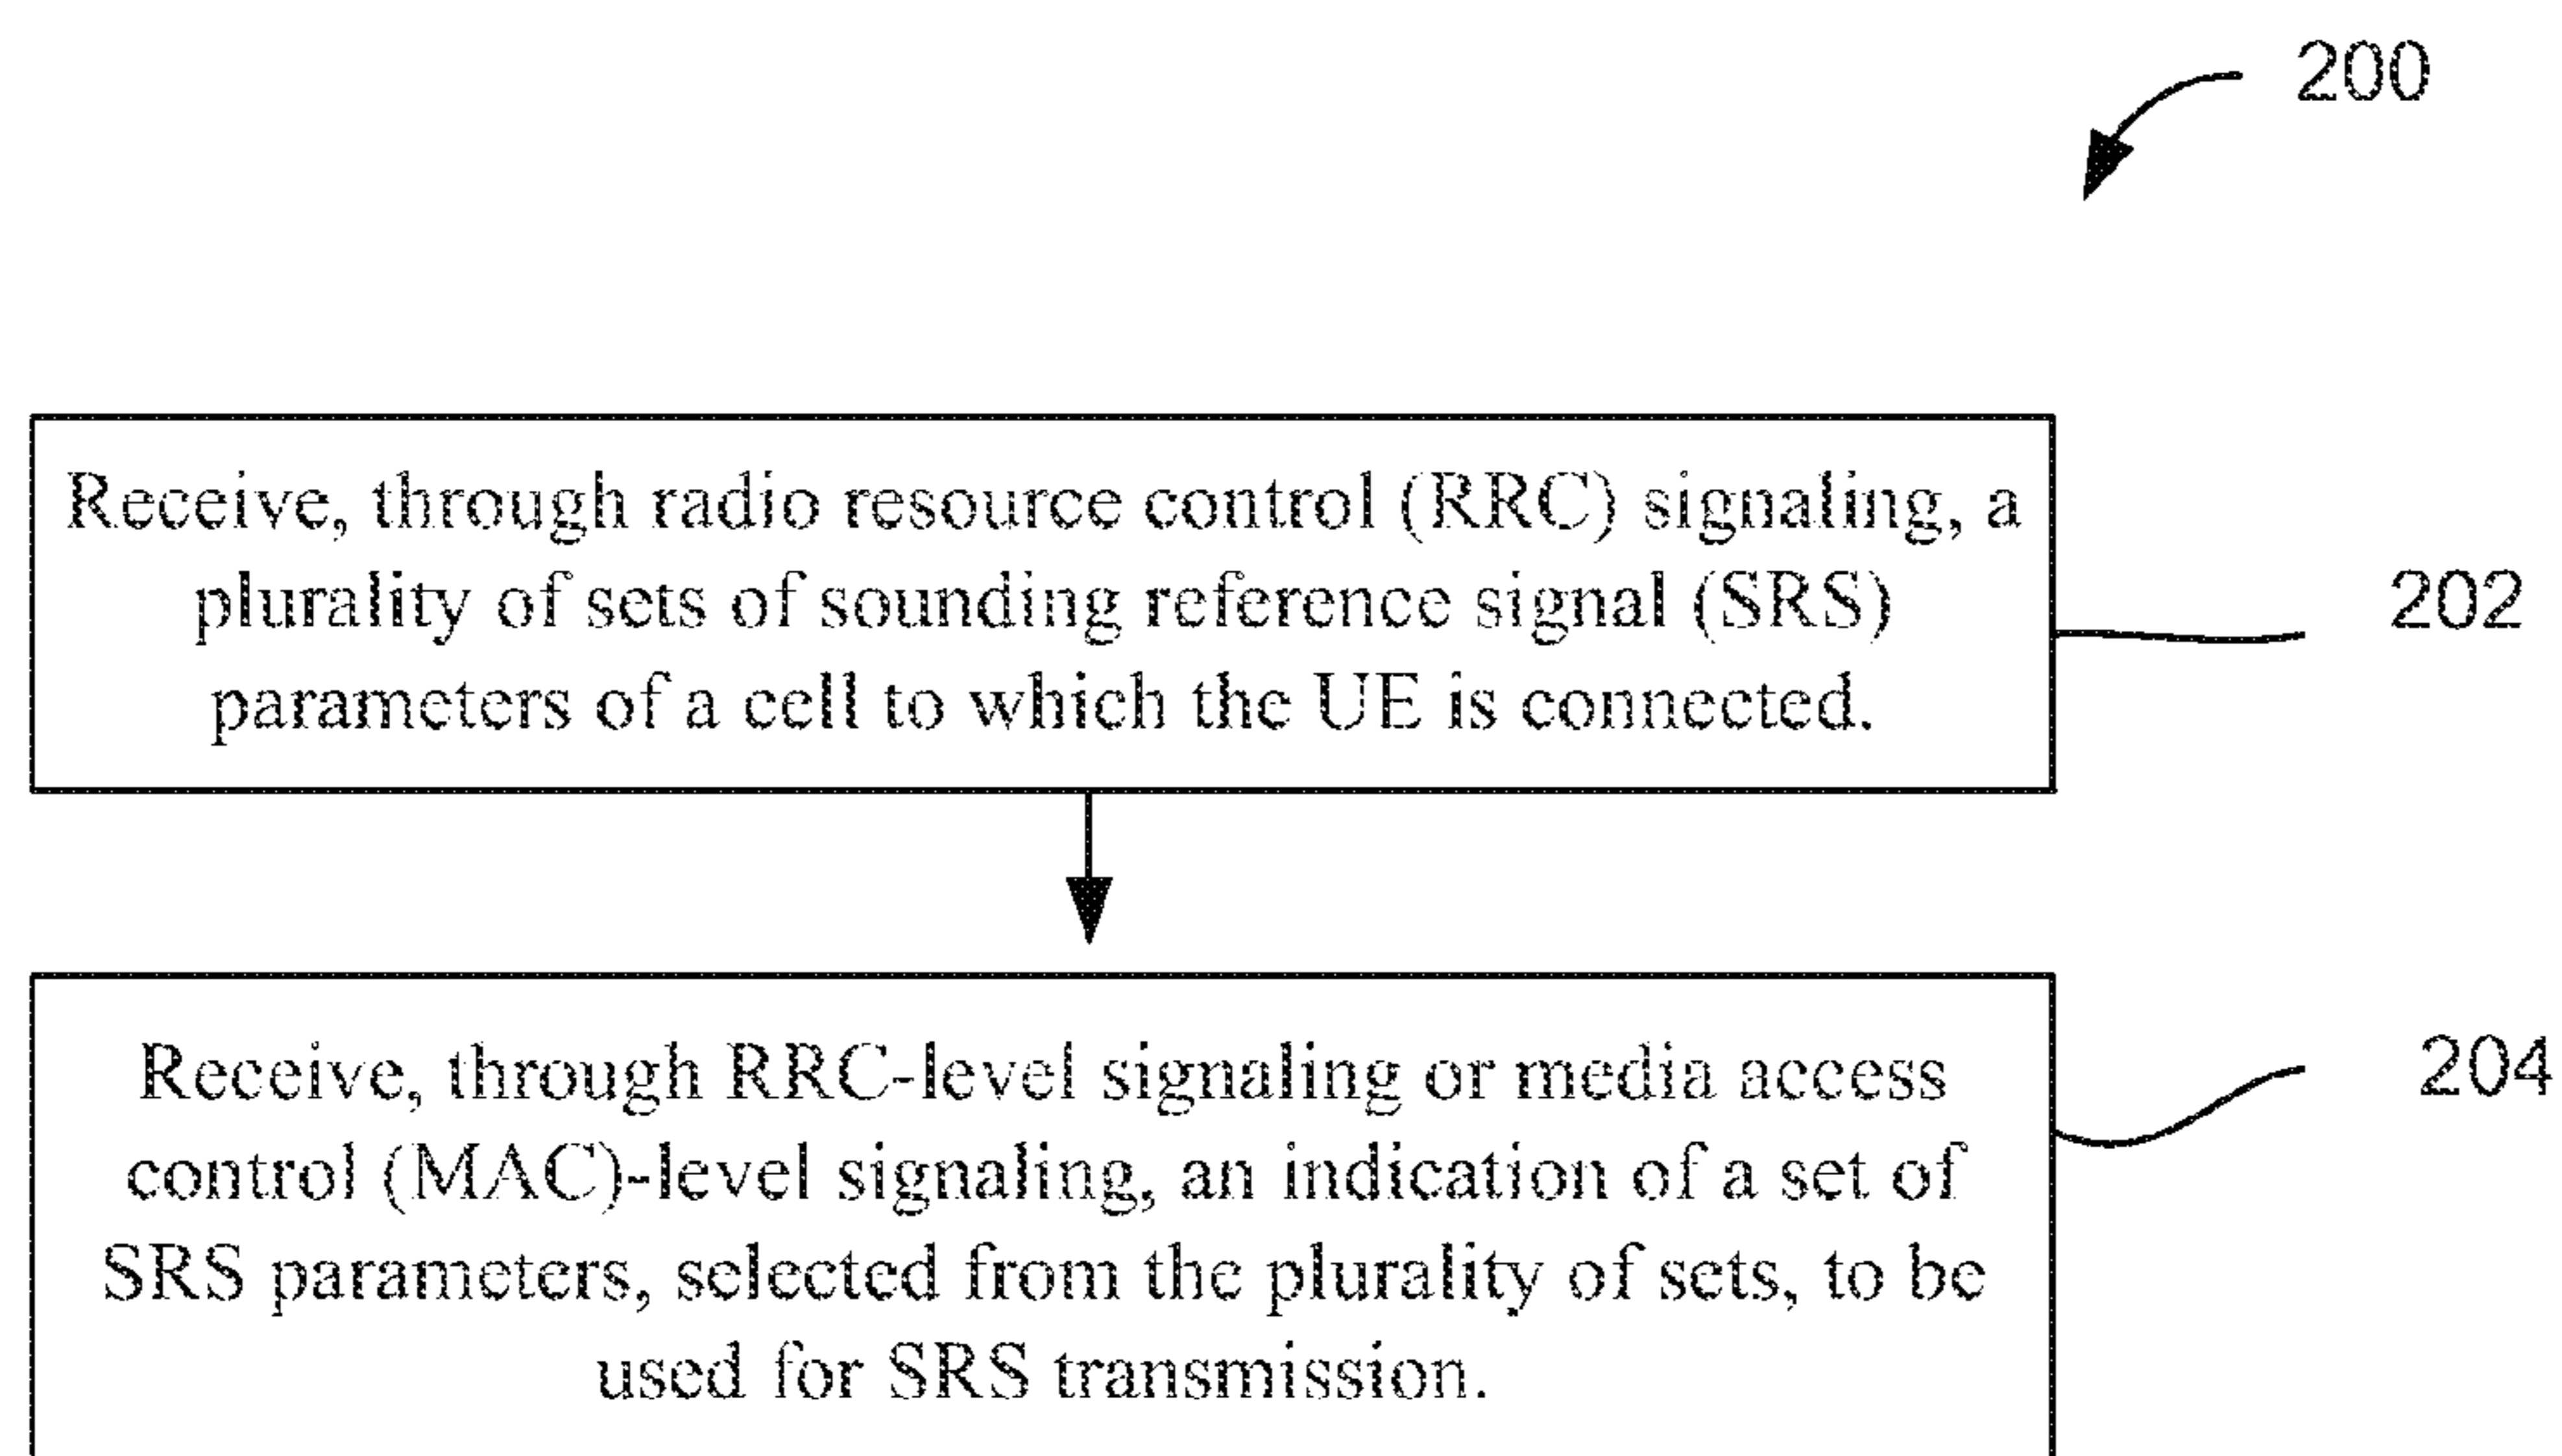 200
Receive, through radio resource control (RRC) signaling, a
plurality of sets of sounding reference signal (SRS)
parameters of a cell to which the UE is connected.
202
Receive, through RRC-level signaling or media access
control (MAC)-level signaling, an indication of a set of
SRS parameters, selected from the plurality of sets, to be
used for SRS transmission.
204